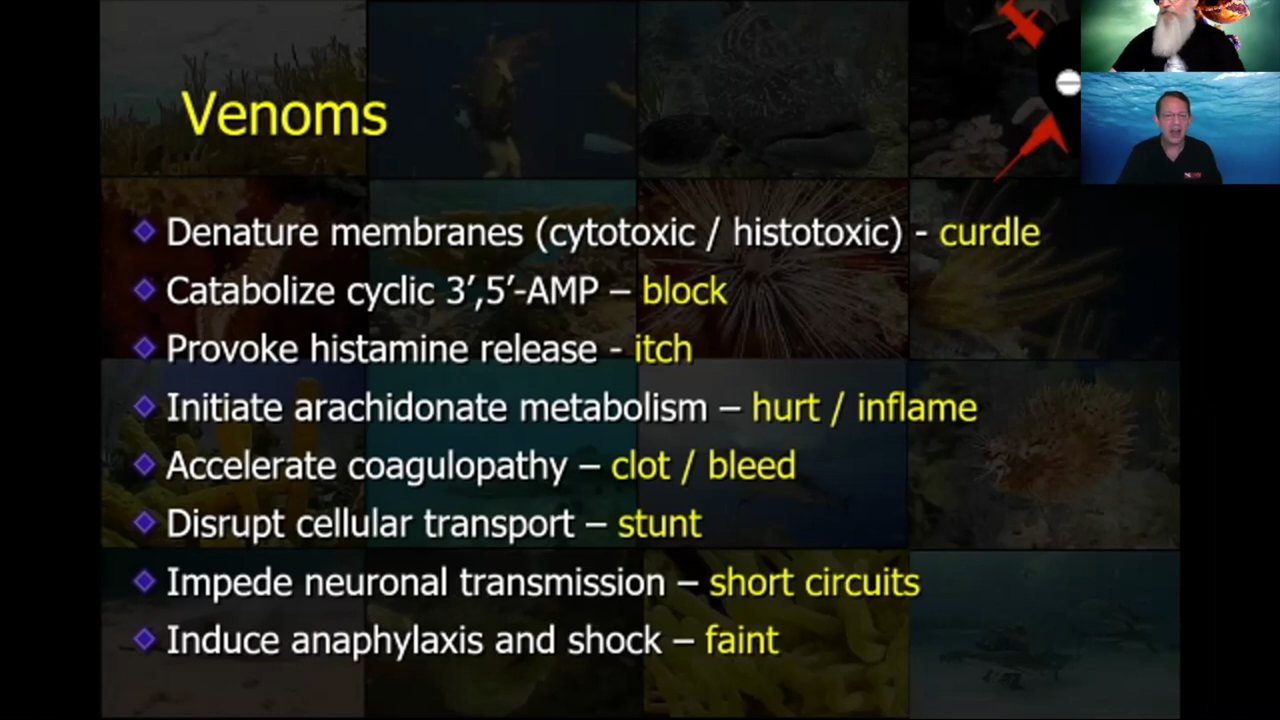 Venoms
Denature membranes (cytotoxic / histotoxic) - curdle
Catabolize cyclic 3′,5′-AMP – block
Provoke histamine release - itch
Initiate arachidonate metabolism – hurt / inflame
Accelerate coagulopathy – clot / bleed
Disrupt cellular transport – stunt
Impede neuronal transmission – short circuits
Induce anaphylaxis and shock – faint